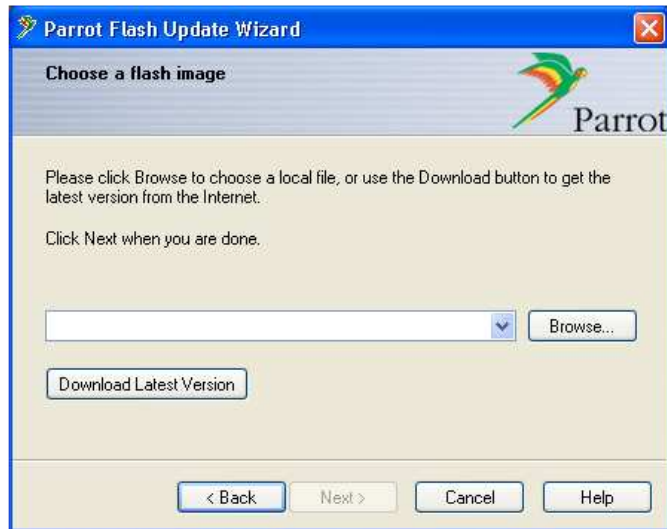 Parrot Flash Update Wizard
Choose a flash image
Parrot
Please click Browse to choose a local file, or use the Download button to get the
latest version from the Internet.
Click Next when you are done.
Browse...
Download Latest Version
< Back
Next >
Cancel
Help